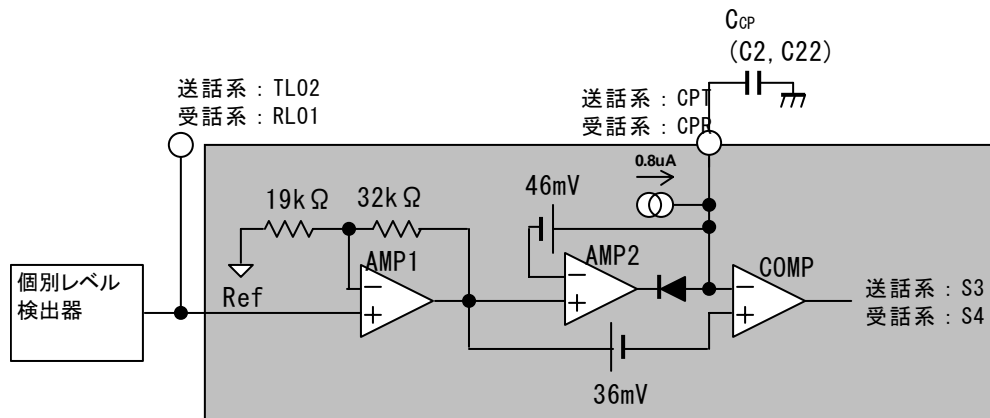 CCP
(C2, C22)
送話系 : TLO2
受話系 : RLO1
送話系 : CPT
受話系 : CPR
0.8uA
19kΩ
32kΩ
46mV
AMP1
AMP2
COMP
Ref
個別レベル
検出器
送話系 : S3
受話系 : S4
36mV